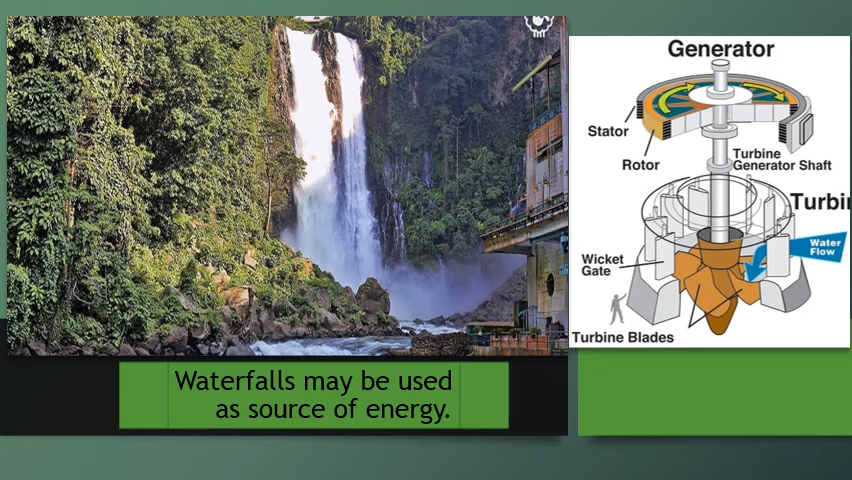 Generator
Stator
Rotor
Turbine
Generator Shaft
Turbi
Water
Flow
Wicket
Gate
Turbine Blades
Waterfalls may be used
as source of energy.